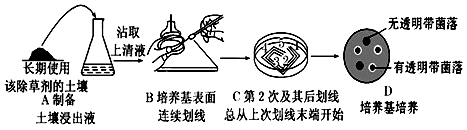 沾取
上清液
长期使用
该除草剂的土壤
A 制备
土壤浸出液
B 培养基表面
连续划线
C 第2次及其后划线
总从上次划线末端开始
无透明带菌落
有透明带菌落
D
培养基培养